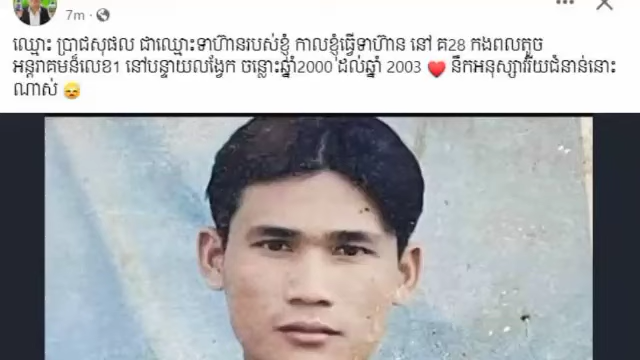 7m
ឈ្មោះ ប្រាជសុផល ជាឈ្មោះទាហ៊ានរបស់ខ្ញុំ កាលខ្ញុំធ្វើទាហ៊ាន នៅ គ28 កងពលតូច
អន្តរាគមន៏លេខ1 នៅបន្ទាយលង្វែក ចន្លោះឆ្នាំ2000 ដល់ឆ្នាំ 2003 ❤️ នឹកអនុស្សាវរីយជំនាន់នោះ
ណាស់ 😞